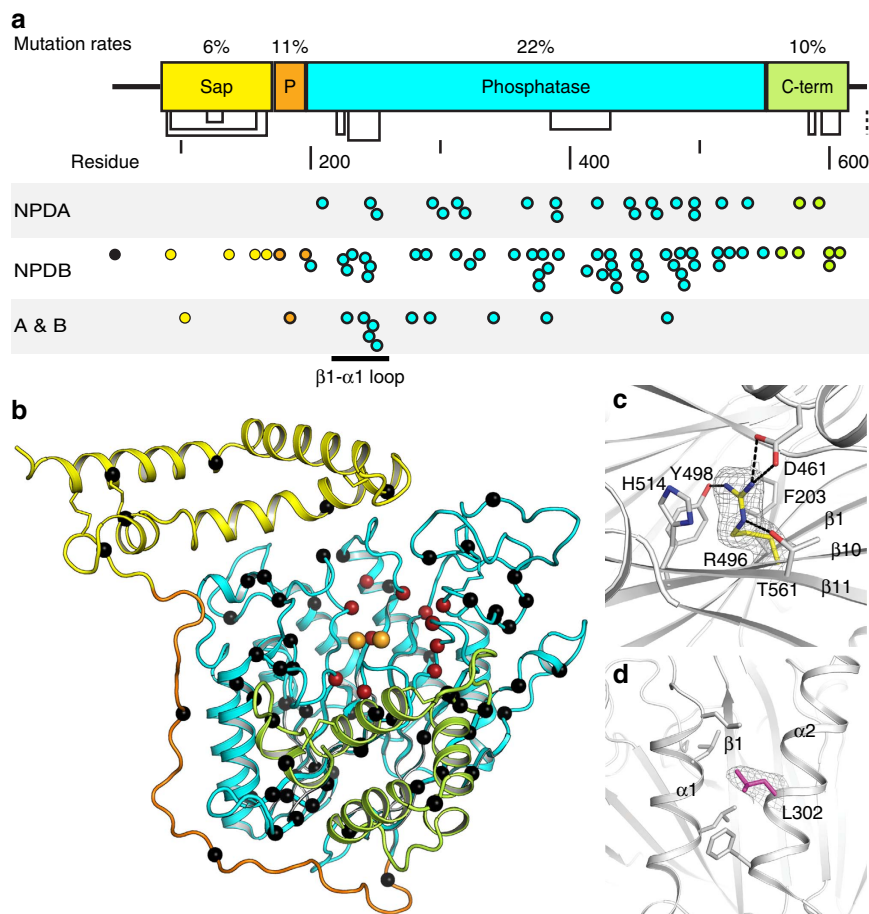 a
Mutation rates
6% 11% 22% 10%
Sap P Phosphatase C-term
Residue 200 400 600
NPDA
NPDB
A & B
β1-α1 loop
b
c
H514 Y498 D461
F203
β1
R496 β10
T561 β11
d
β1 α2
α1
L302